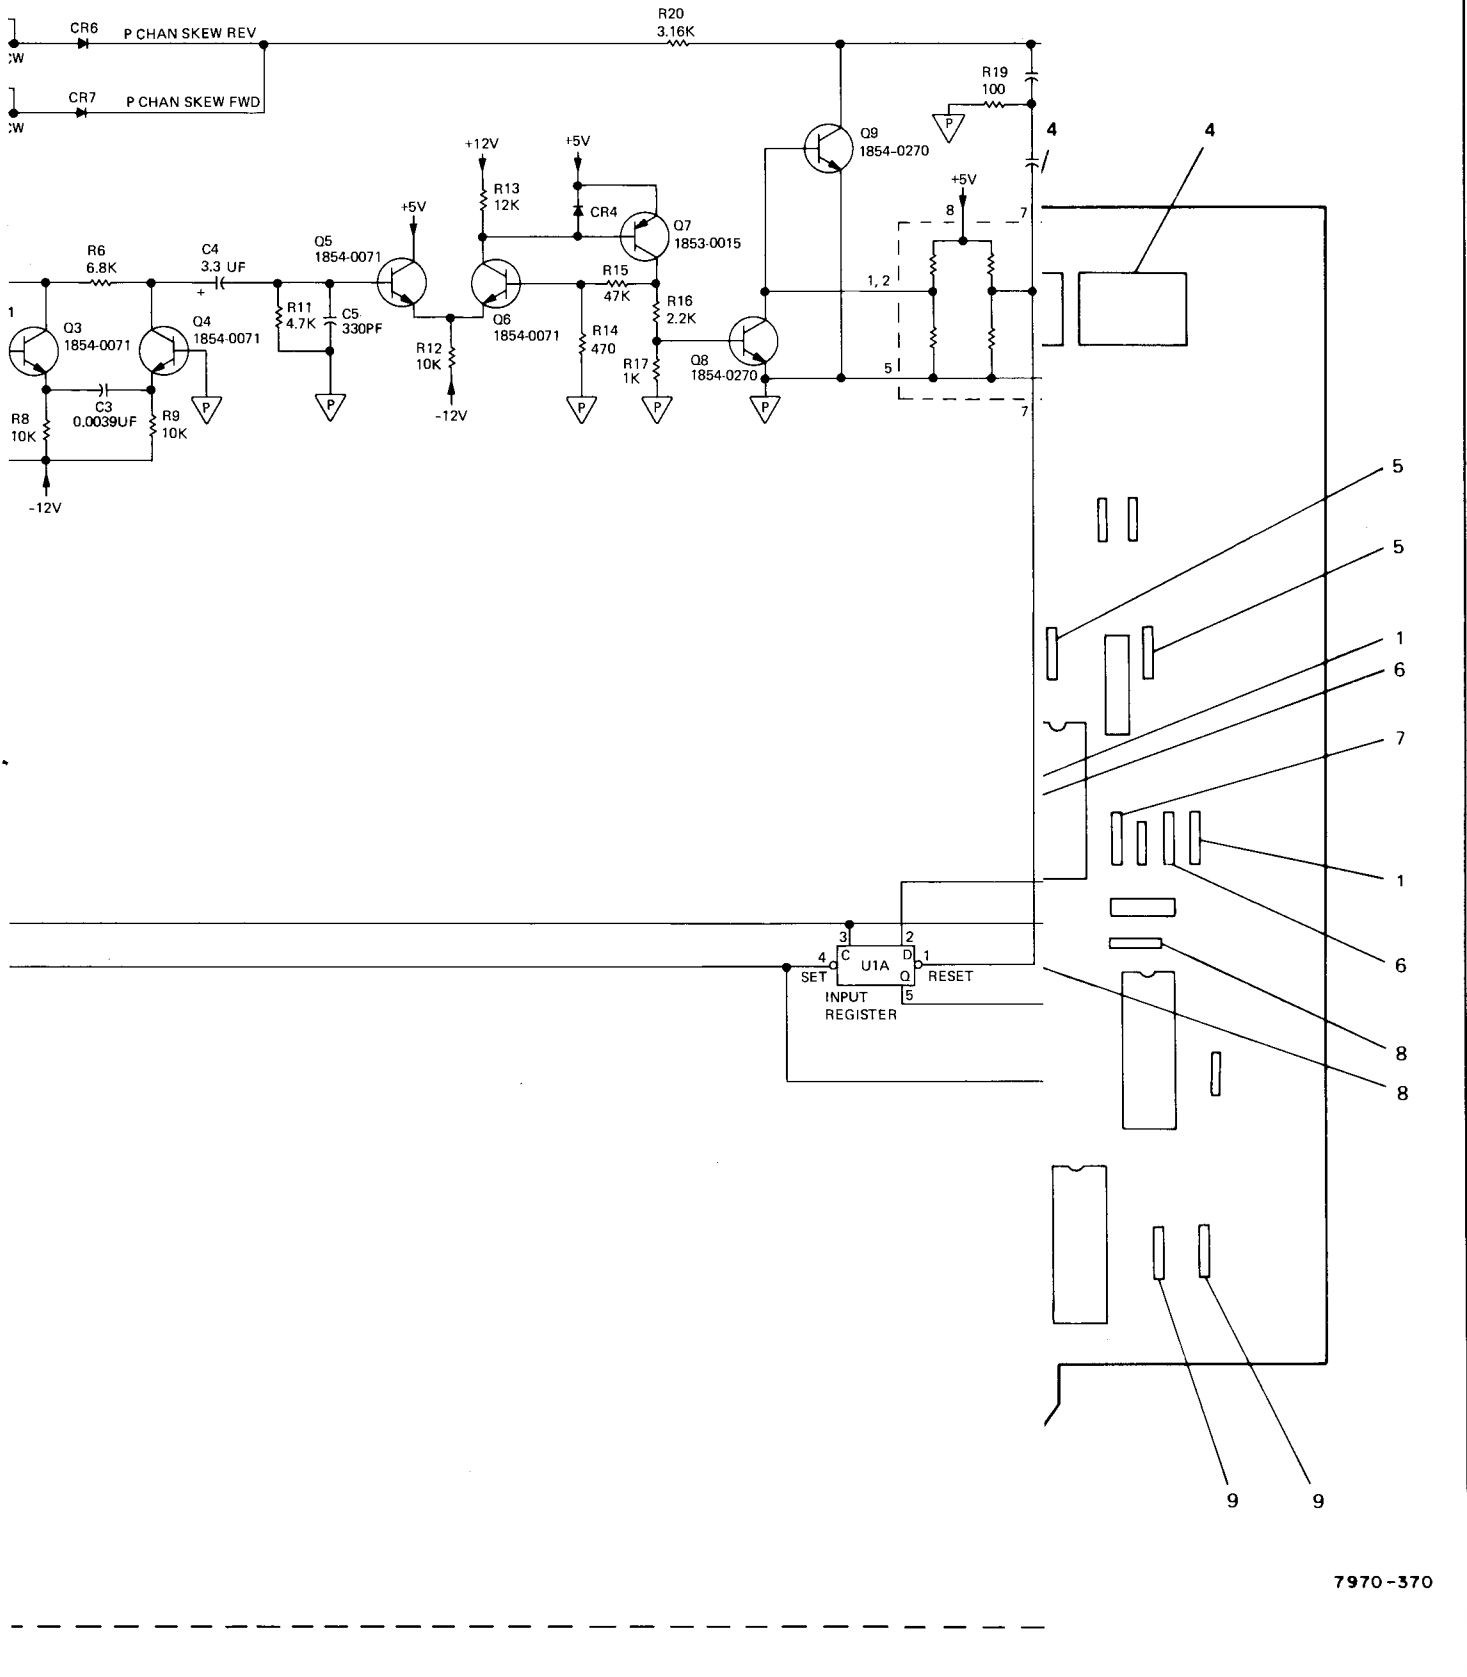 R20
3.16K
CR6
P CHAN SKEW REV
CW
CR7
P CHAN SKEW FWD
CW
R19
100
P
4
4
Q9
1854-0270
+12V
+5V
R13
12K
CR4
Q7
1853-0015
+5V
8
7
+5V
Q5
1854-0071
R6
6.8K
C4
3.3 UF
+
R15
47K
1, 2
R16
2.2K
1
Q3
1854-0071
Q4
1854-0071
R11
4.7K
C5
330PF
Q6
1854-0071
R14
470
R12
10K
R17
1K
Q8
1854-0270
5
-12V
P
P
P
P
P
7
C3
0.0039UF
R8
10K
R9
10K
-12V
5
5
1
6
7
1
3
2
4
C
D
1
U1A
SET
Q
RESET
5
INPUT
REGISTER
6
8
8
9
9
7970-370